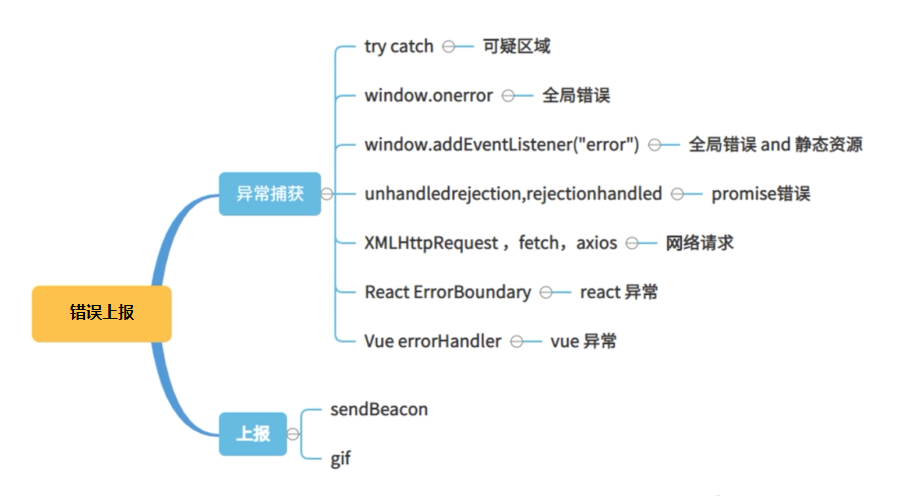 try catch 可疑区域
window.onerror 全局错误
window.addEventListener("error") 全局错误 and 静态资源
异常捕获
unhandledrejection,rejectionhandled promise错误
XMLHttpRequest ，fetch，axios 网络请求
React ErrorBoundary react 异常
错误上报
Vue errorHandler vue 异常
sendBeacon
上报
gif